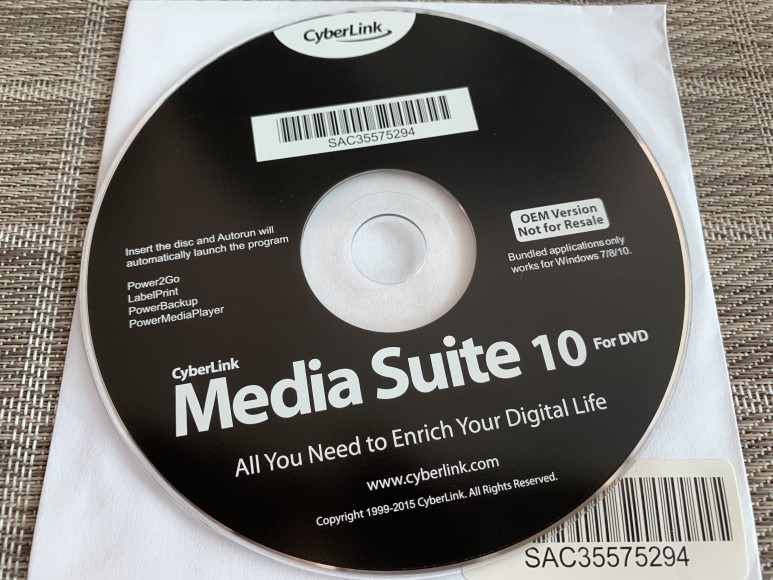 CyberLink
SAC35575294
Insert the disc and Autorun will
automatically launch the program
Power2Go
LabelPrint
PowerBackup
PowerMediaPlayer
OEM Version
Not for Resale
Bundled applications only
works for Windows 7/8/10.
CyberLink
Media Suite 10 For DVD
All You Need to Enrich Your Digital Life
www.cyberlink.com
Copyright 1999-2015 CyberLink. All Rights Reserved.
SAC35575294